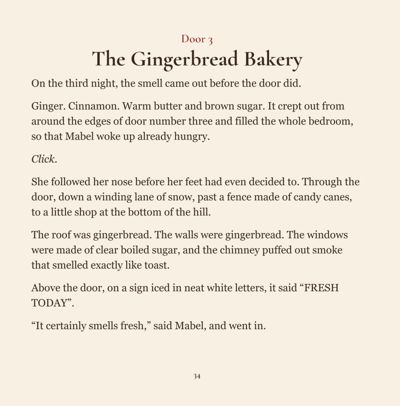 Door 3
The Gingerbread Bakery
On the third night, the smell came out before the door did.
Ginger. Cinnamon. Warm butter and brown sugar. It crept out from
around the edges of door number three and filled the whole bedroom,
so that Mabel woke up already hungry.
Click.
She followed her nose before her feet had even decided to. Through the
door, down a winding lane of snow, past a fence made of candy canes,
to a little shop at the bottom of the hill.
The roof was gingerbread. The walls were gingerbread. The windows
were made of clear boiled sugar, and the chimney puffed out smoke
that smelled exactly like toast.
Above the door, on a sign iced in neat white letters, it said “FRESH
TODAY”.
“It certainly smells fresh,” said Mabel, and went in.
34